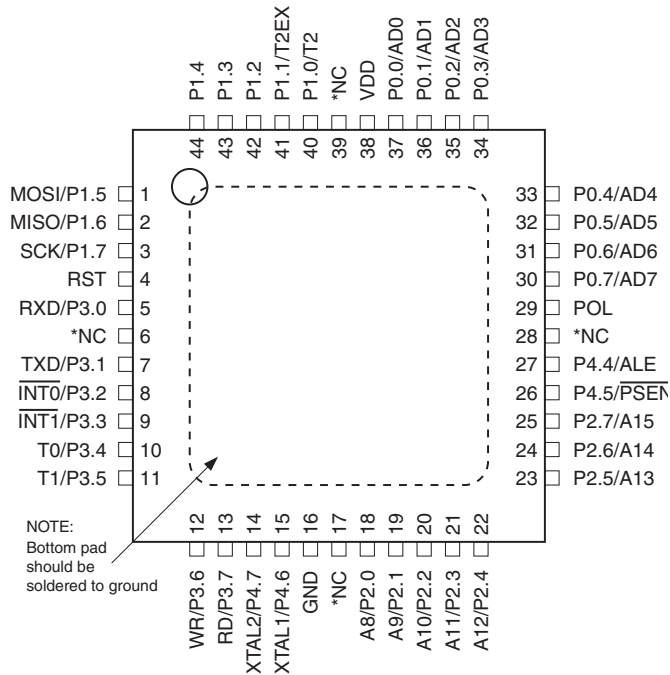 P1.4
P1.3
P1.2
P1.1/T2EX
P1.0/T2
*NC
VDD
P0.0/AD0
P0.1/AD1
P0.2/AD2
P0.3/AD3
44
43
42
41
40
39
38
37
36
35
34
MOSI/P1.5 1
MISO/P1.6 2
SCK/P1.7 3
RST 4
RXD/P3.0 5
*NC 6
TXD/P3.1 7
INT0/P3.2 8
INT1/P3.3 9
T0/P3.4 10
T1/P3.5 11
33 P0.4/AD4
32 P0.5/AD5
31 P0.6/AD6
30 P0.7/AD7
29 POL
28 *NC
27 P4.4/ALE
26 P4.5/PSEN
25 P2.7/A15
24 P2.6/A14
23 P2.5/A13
NOTE:
Bottom pad
should be
soldered to ground
12
13
14
15
16
17
18
19
20
21
22
WR/P3.6
RD/P3.7
XTAL2/P4.7
XTAL1/P4.6
GND
*NC
A8/P2.0
A9/P2.1
A10/P2.2
A11/P2.3
A12/P2.4